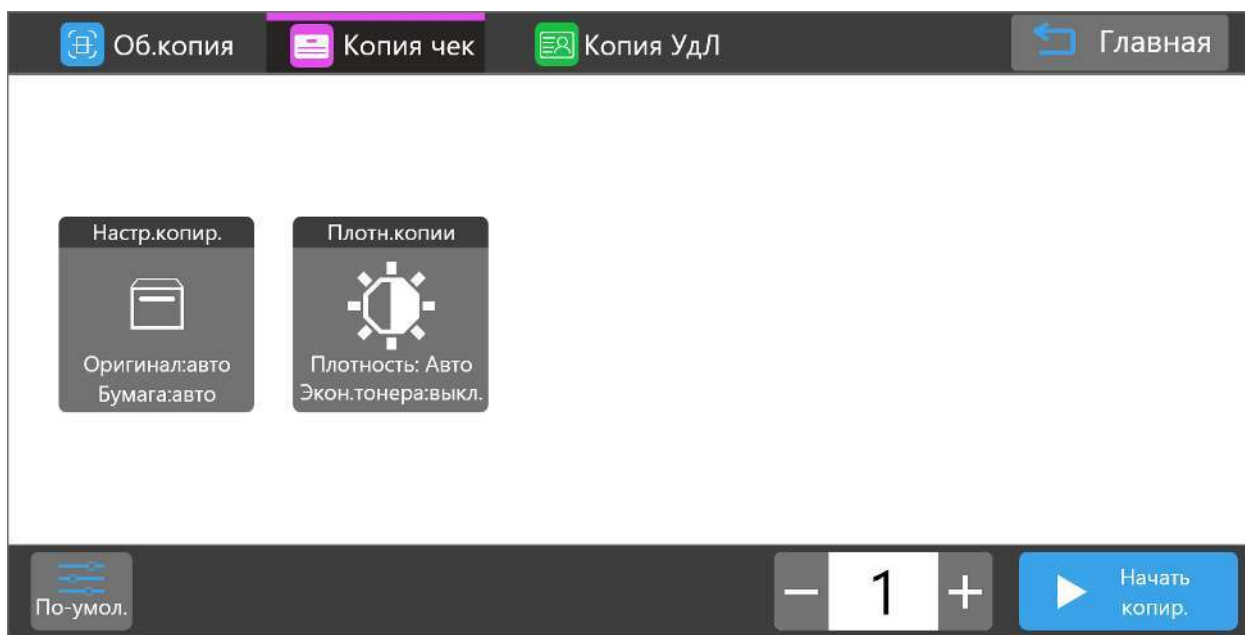 Об.копия
Копия чек
Копия УдЛ
Главная
Настр.копир.
Оригинал:авто
Бумага:авто
Плотн.копии
Плотность: Авто
Экон.тонера:выкл.
По-умол.
1
Начать
копир.